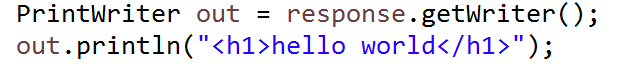 PrintWriter out = response.getWriter();
out.println("<h1>hello world</h1>");